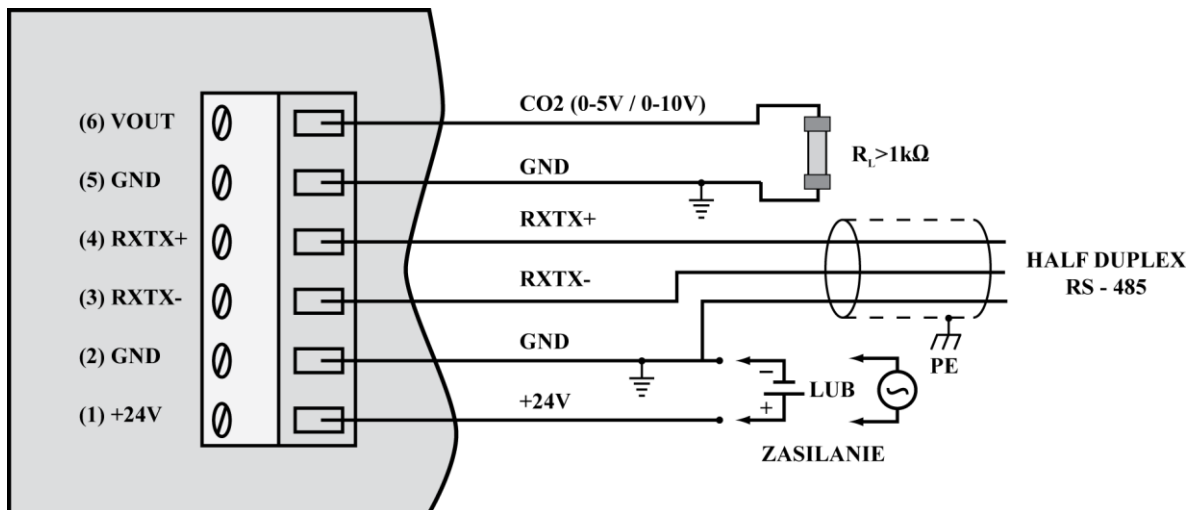 (6) VOUT
CO2 (0-5V / 0-10V)
RL>1kΩ
(5) GND
GND
(4) RXTX+
RXTX+
HALF DUPLEX
RS - 485
(3) RXTX-
RXTX-
(2) GND
GND
PE
− 
LUB
+
(1) +24V
+24V
ZASILANIE